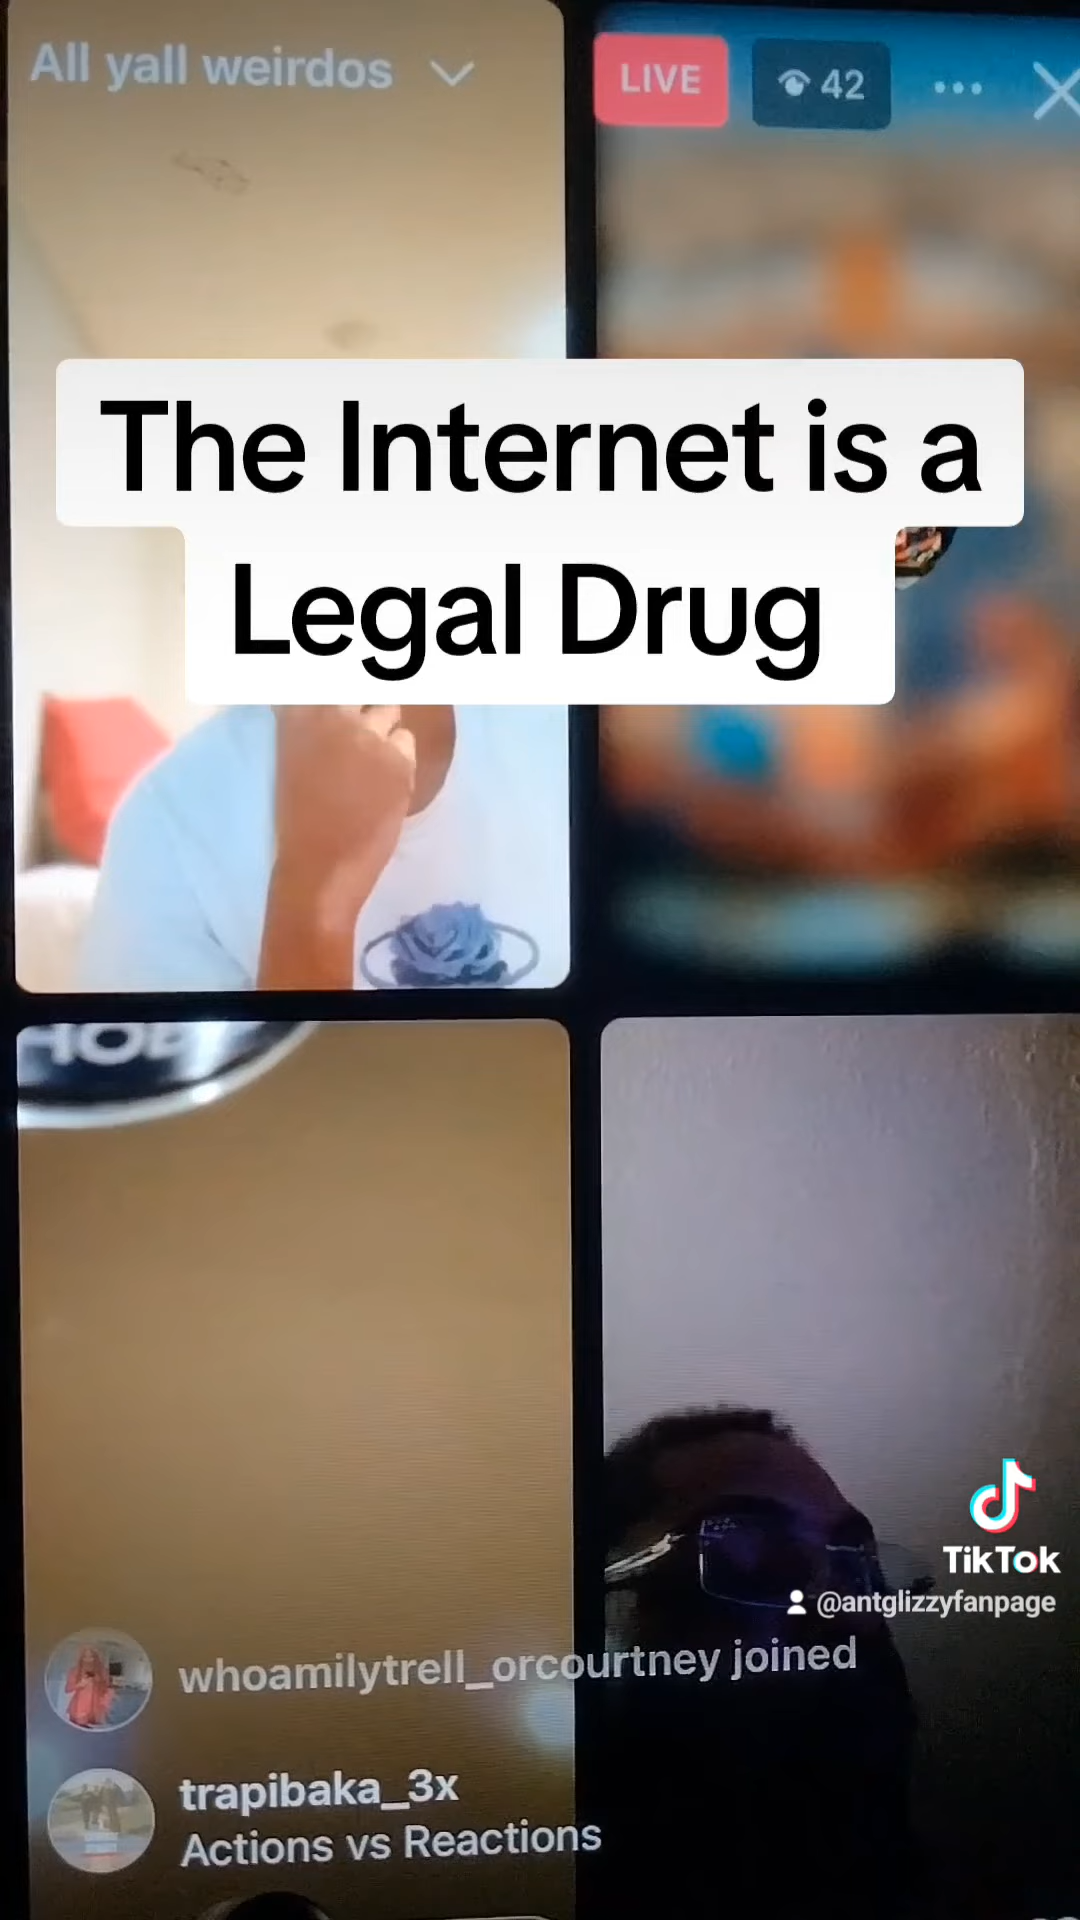 All yall weirdos
LIVE
42
The Internet is a
Legal Drug
TikTok
@antglizzyfanpage
whoamilytrell_orcourtney joined
trapibaka_3x
Actions vs Reactions